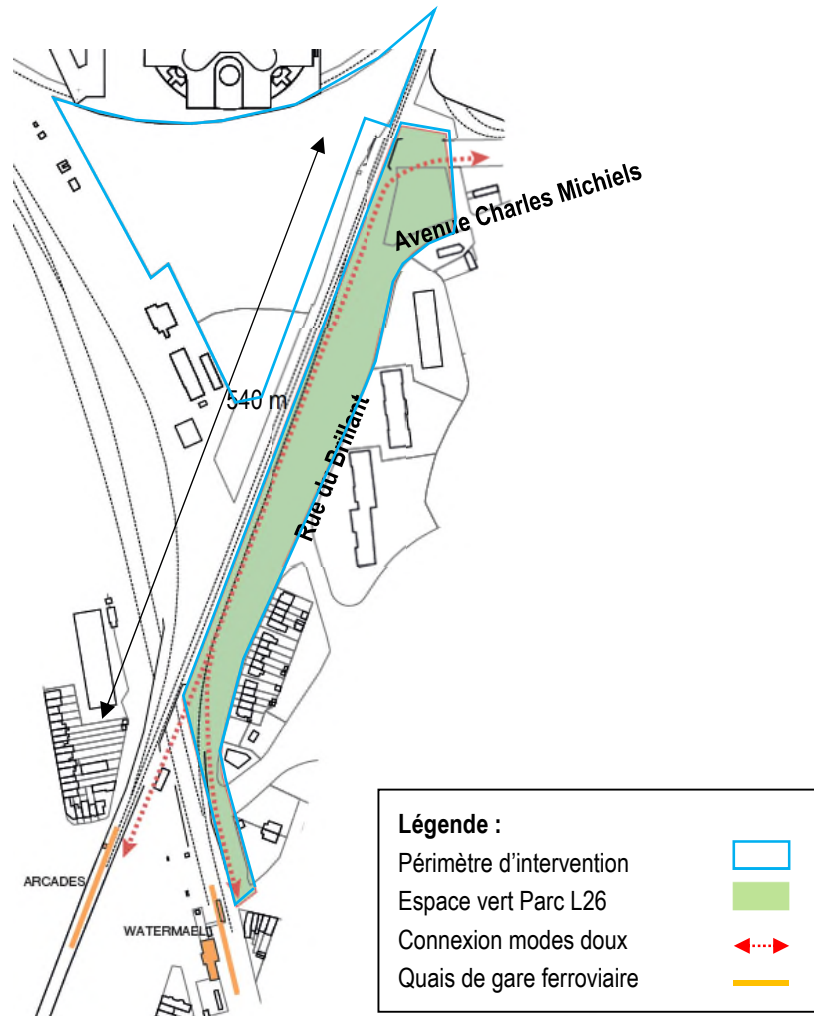 Avenue Charles Michiels
540 m
Rue du Brillant
ARCADES
WATERMAEL
Légende :
Périmètre d’intervention
Espace vert Parc L26
Connexion modes doux
Quais de gare ferroviaire